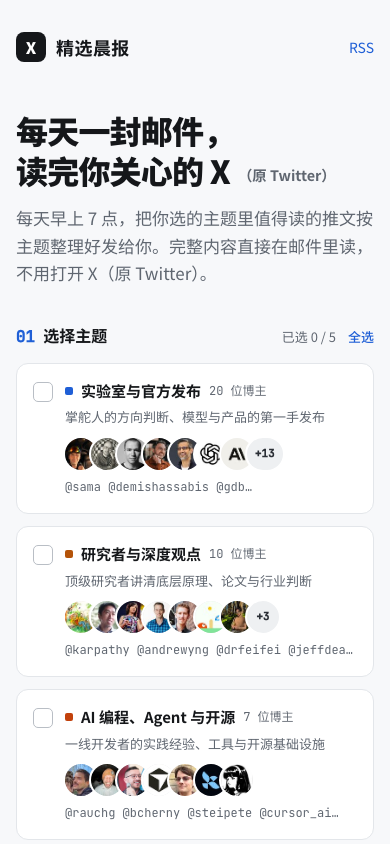 X 精选晨报 RSS
每天一封邮件，
读完你关心的 X （原 Twitter）
每天早上 7 点，把你选的主题里值得读的推文按
主题整理好发给你。完整内容直接在邮件里读，
不用打开 X（原 Twitter）。
01 选择主题 已选 0 / 5 全选
实验室与官方发布 20 位博主
掌舵人的方向判断、模型与产品的第一手发布
+13
@sama @demishassabis @gdb…
研究者与深度观点 10 位博主
顶级研究者讲清底层原理、论文与行业判断
+3
@karpathy @andrewyng @drfeifei @jeffdea…
AI 编程、Agent 与开源 7 位博主
一线开发者的实践经验、工具与开源基础设施
@rauchg @bcherny @steipete @cursor_ai…